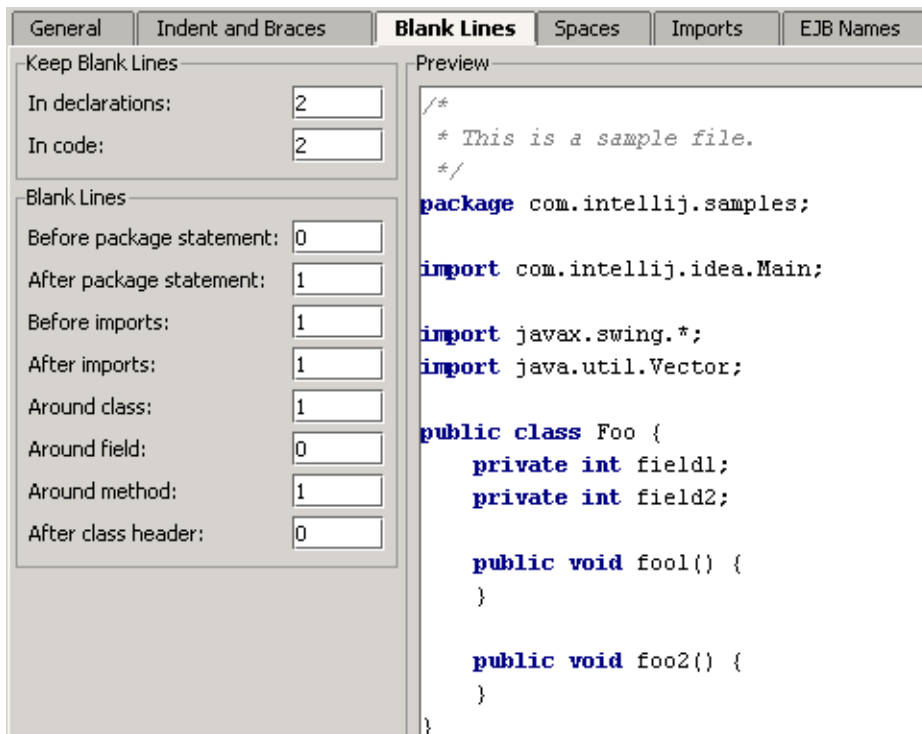 General Indent and Braces Blank Lines Spaces Imports EJB Names
Keep Blank Lines
In declarations: 2
In code: 2
Blank Lines
Before package statement: 0
After package statement: 1
Before imports: 1
After imports: 1
Around class: 1
Around field: 0
Around method: 1
After class header: 0
Preview
/*
 * This is a sample file.
 */
package com.intellij.samples;
import com.intellij.idea.Main;
import javax.swing.*;
import java.util.Vector;
public class Foo {
    private int field1;
    private int field2;
    public void foo1() {
    }
    public void foo2() {
    }
}